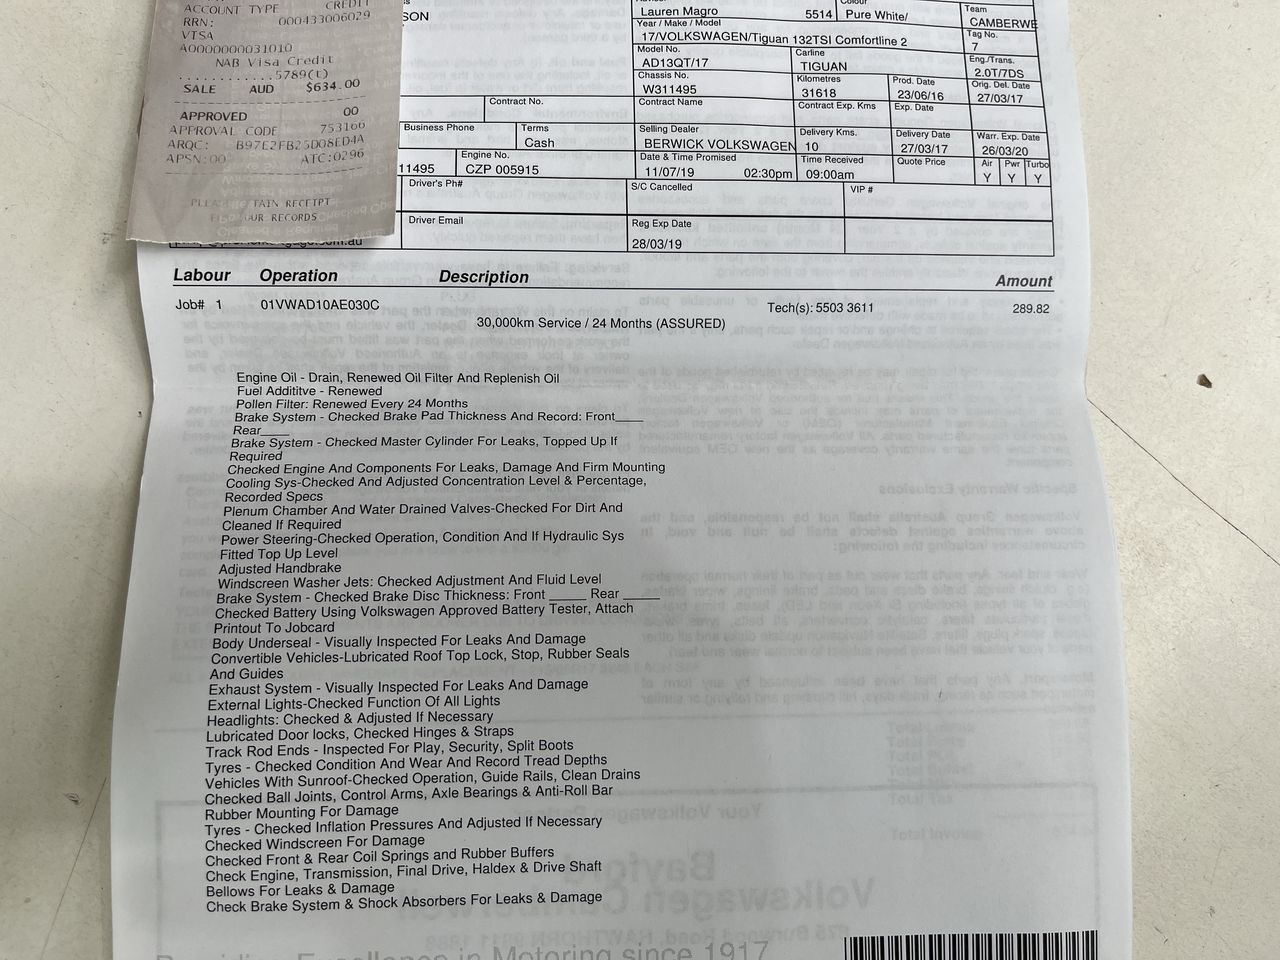 ACCOUNT TYPE CREDIT
RRN: 000433006029
VISA
A0000000031010
NAB Visa Credit
............5789(t)
SALE AUD $634.00
APPROVED 00
APPROVAL CODE 753160
ARQC: B97E2FB25D08ED4A
APSN:00 ATC:0296
TAIN RECEIPT
OUR RECORDS
SON
Lauren Magro 5514 Pure White/
Team
CAMBERWE
Year / Make / Model
17/VOLKSWAGEN/Tiguan 132TSI Comfortline 2
Tag No.
7
Model No.
AD13QT/17
Carline
TIGUAN
Eng./Trans.
2.0T/7DS
Chassis No.
W311495
Kilometres
31618
Prod. Date
23/06/16
Orig. Del. Date
27/03/17
Contract No.
Contract Name
Contract Exp. Kms
Exp. Date
Business Phone
Terms
Cash
Selling Dealer
BERWICK VOLKSWAGEN
Delivery Kms.
10
Delivery Date
27/03/17
Warr. Exp. Date
26/03/20
11495
Engine No.
CZP 005915
Date & Time Promised
11/07/19 02:30pm
Time Received
09:00am
Quote Price
Air Pwr Turbo
Y Y Y
Driver's Ph#
S/C Cancelled
VIP #
Driver Email
Reg Exp Date
28/03/19
Labour Operation Description Amount
Job# 1 01VWAD10AE030C Tech(s): 5503 3611 289.82
30,000km Service / 24 Months (ASSURED)
Engine Oil - Drain, Renewed Oil Filter And Replenish Oil
Fuel Addititve - Renewed
Pollen Filter: Renewed Every 24 Months
Brake System - Checked Brake Pad Thickness And Record: Front____
Rear____
Brake System - Checked Master Cylinder For Leaks, Topped Up If
Required
Checked Engine And Components For Leaks, Damage And Firm Mounting
Cooling Sys-Checked And Adjusted Concentration Level & Percentage,
Recorded Specs
Plenum Chamber And Water Drained Valves-Checked For Dirt And
Cleaned If Required
Power Steering-Checked Operation, Condition And If Hydraulic Sys
Fitted Top Up Level
Adjusted Handbrake
Windscreen Washer Jets: Checked Adjustment And Fluid Level
Brake System - Checked Brake Disc Thickness: Front _____ Rear _____
Checked Battery Using Volkswagen Approved Battery Tester, Attach
Printout To Jobcard
Body Underseal - Visually Inspected For Leaks And Damage
Convertible Vehicles-Lubricated Roof Top Lock, Stop, Rubber Seals
And Guides
Exhaust System - Visually Inspected For Leaks And Damage
External Lights-Checked Function Of All Lights
Headlights: Checked & Adjusted If Necessary
Lubricated Door locks, Checked Hinges & Straps
Track Rod Ends - Inspected For Play, Security, Split Boots
Tyres - Checked Condition And Wear And Record Tread Depths
Vehicles With Sunroof-Checked Operation, Guide Rails, Clean Drains
Checked Ball Joints, Control Arms, Axle Bearings & Anti-Roll Bar
Rubber Mounting For Damage
Tyres - Checked Inflation Pressures And Adjusted If Necessary
Checked Windscreen For Damage
Checked Front & Rear Coil Springs and Rubber Buffers
Check Engine, Transmission, Final Drive, Haldex & Drive Shaft
Bellows For Leaks & Damage
Check Brake System & Shock Absorbers For Leaks & Damage
Excellence in Motoring since 1917